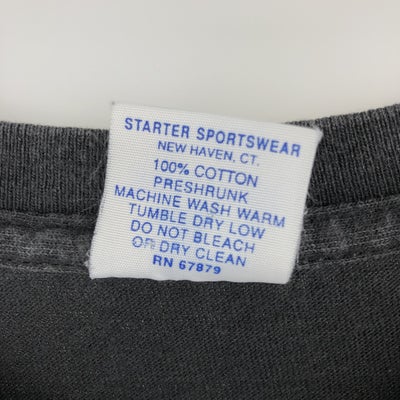 STARTER SPORTSWEAR
NEW HAVEN, CT.
100% COTTON
PRESHRUNK
MACHINE WASH WARM
TUMBLE DRY LOW
DO NOT BLEACH
OR DRY CLEAN
RN 67879